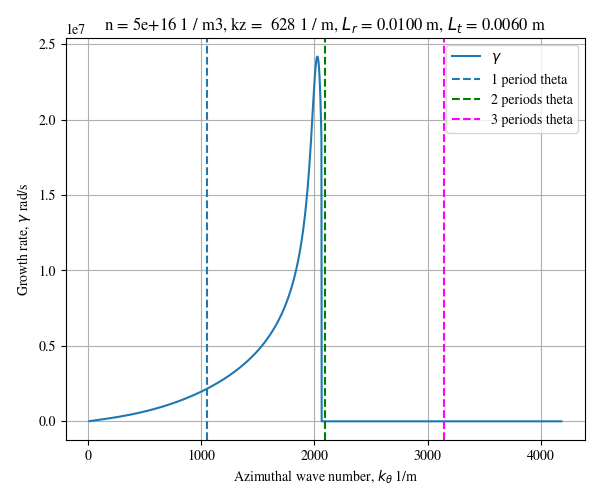 n = 5e+16 1 / m3, kz =  628 1 / m, L_r = 0.0100 m, L_t = 0.0060 m
1e7
2.5
2.0
1.5
1.0
0.5
0.0
Growth rate, γ rad/s
γ
1 period theta
2 periods theta
3 periods theta
0
1000
2000
3000
4000
Azimuthal wave number, k_θ 1/m